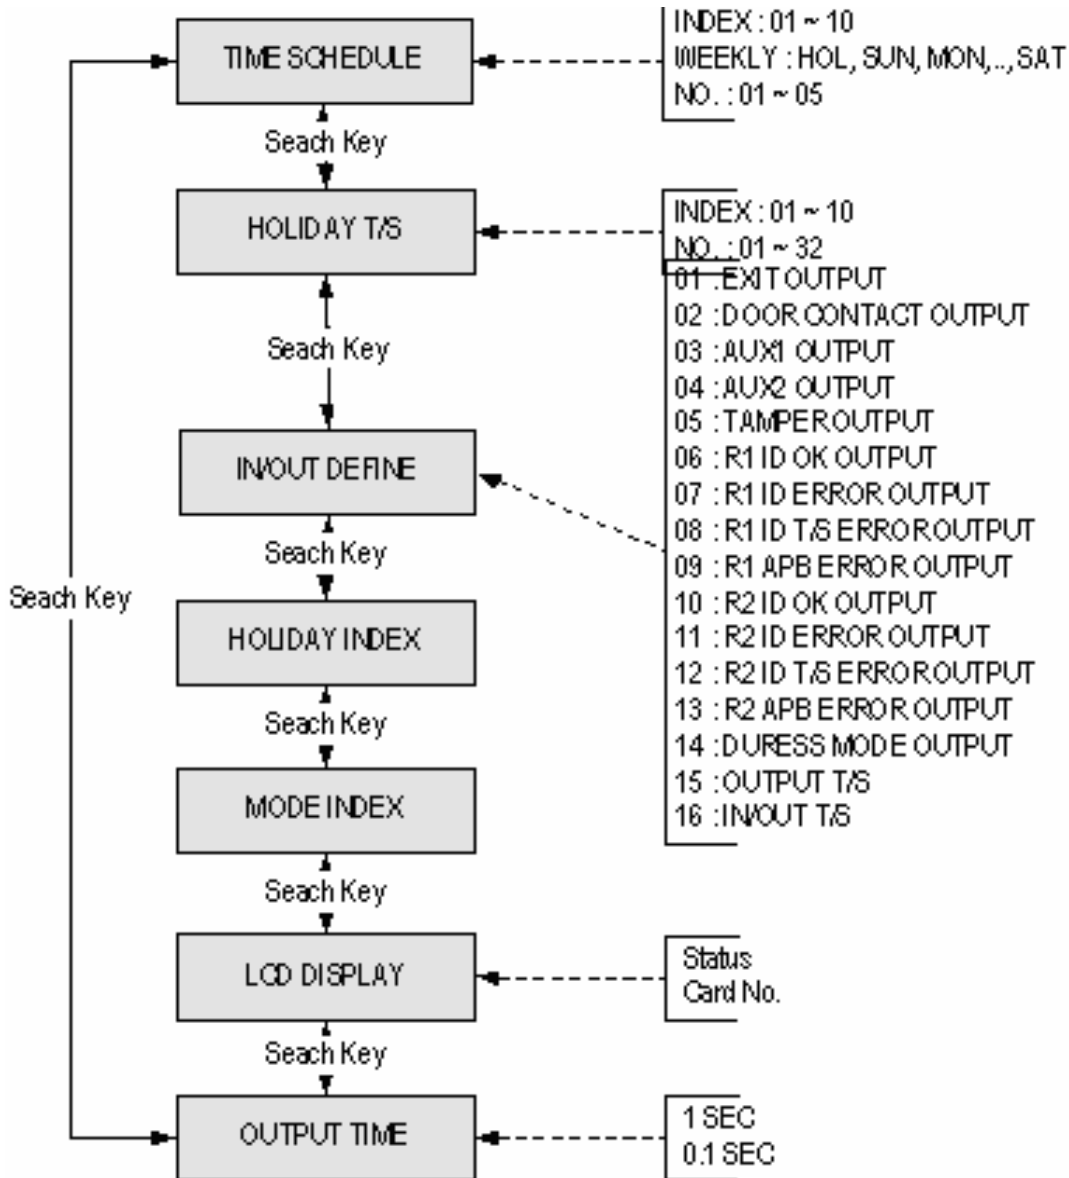 TIME SCHEDULE
INDEX : 01 ~ 10
WEEKLY : HOL, SUN, MON,.., SAT
NO. : 01 ~ 05
Seach Key
HOLIDAY T/S
INDEX : 01 ~ 10
NO. : 01 ~ 32
Seach Key
IN/OUT DEFINE
01 : EXIT OUTPUT
02 : DOOR CONTACT OUTPUT
03 : AUX1 OUTPUT
04 : AUX2 OUTPUT
05 : TAMPER OUTPUT
06 : R1 ID OK OUTPUT
07 : R1 ID ERROR OUTPUT
08 : R1 ID T/S ERROR OUTPUT
09 : R1 APB ERROR OUTPUT
10 : R2 ID OK OUTPUT
11 : R2 ID ERROR OUTPUT
12 : R2 ID T/S ERROR OUTPUT
13 : R2 APB ERROR OUTPUT
14 : DURESS MODE OUTPUT
15 : OUTPUT T/S
16 : IN/OUT T/S
Seach Key
Seach Key
HOLIDAY INDEX
Seach Key
MODE INDEX
Seach Key
LCD DISPLAY
Status
Card No.
Seach Key
OUTPUT TIME
1 SEC
0.1 SEC